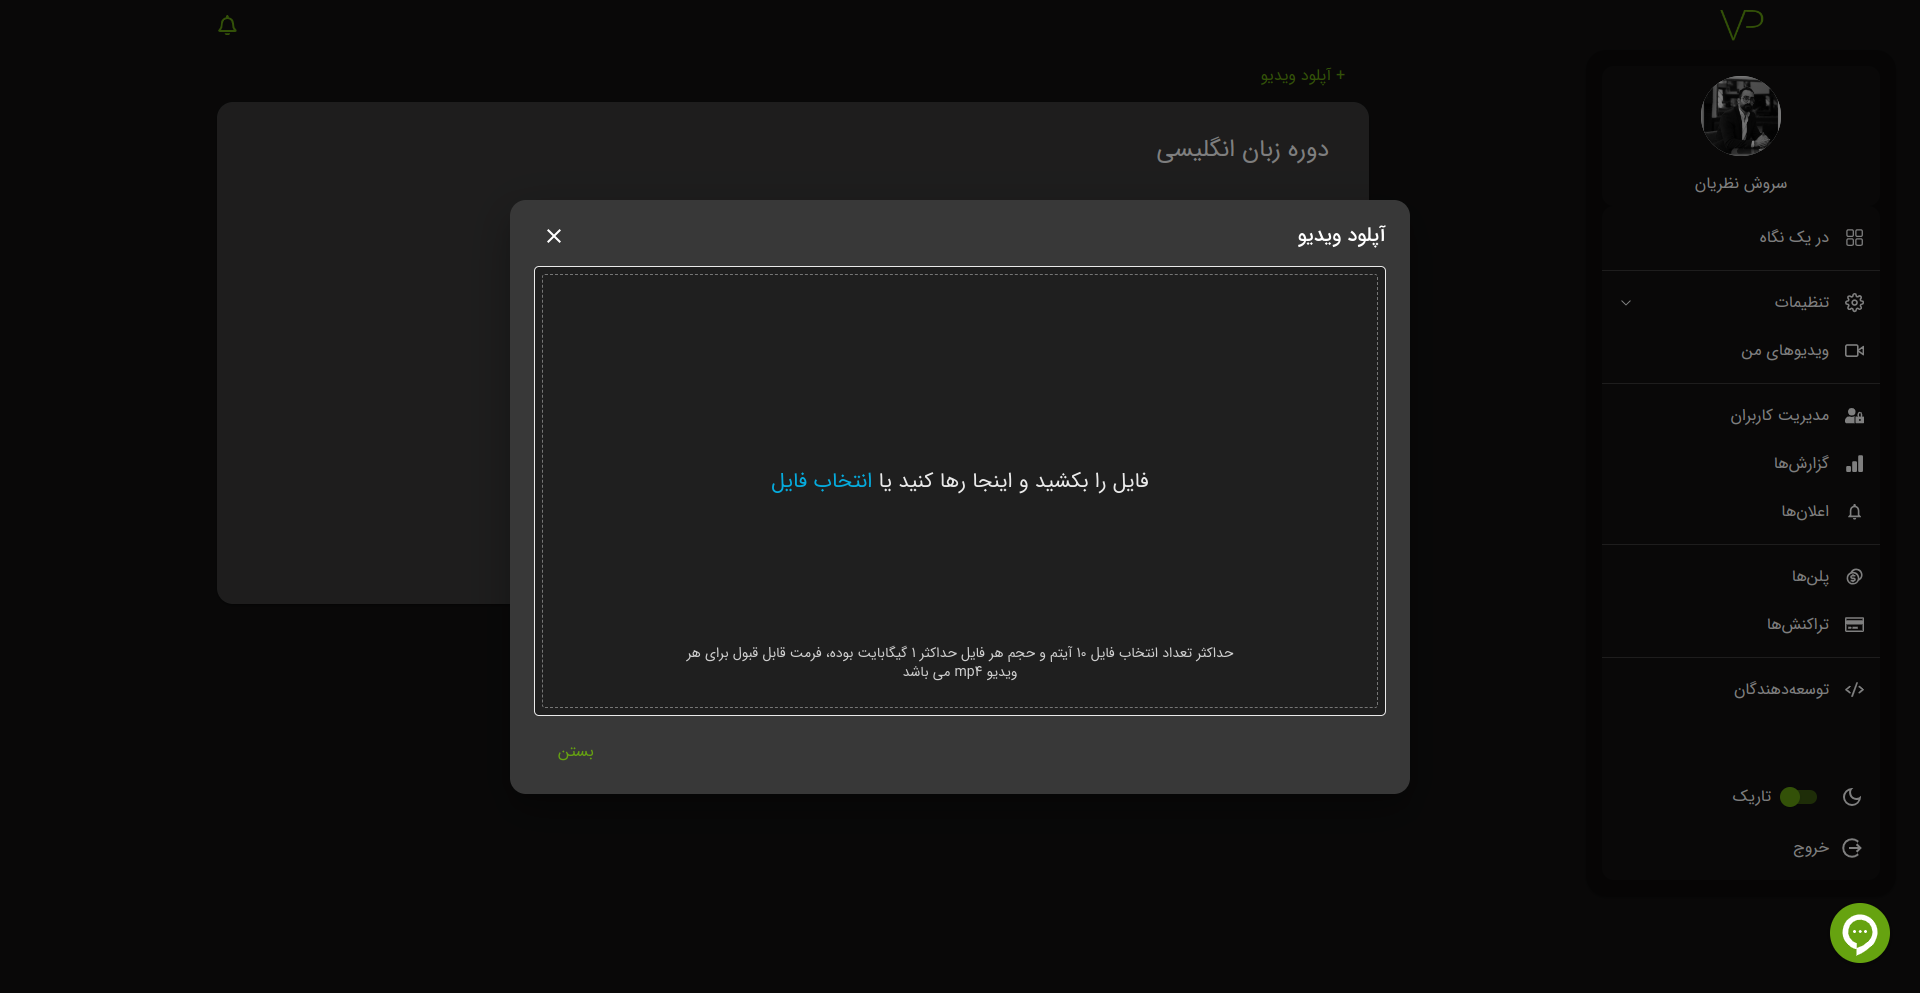 VP
+ آپلود ویدیو
سروش نظریان
در یک نگاه
تنظیمات
ویدیوهای من
مدیریت کاربران
گزارش‌ها
اعلان‌ها
پلن‌ها
تراکنش‌ها
توسعه‌دهندگان
تاریک
خروج
دوره زبان انگلیسی
آپلود ویدیو
فایل را بکشید و اینجا رها کنید یا انتخاب فایل
حداکثر تعداد انتخاب فایل ۱۰ آیتم و حجم هر فایل حداکثر ۱ گیگابایت بوده، فرمت قابل قبول برای هر
ویدیو mp۴ می باشد
بستن